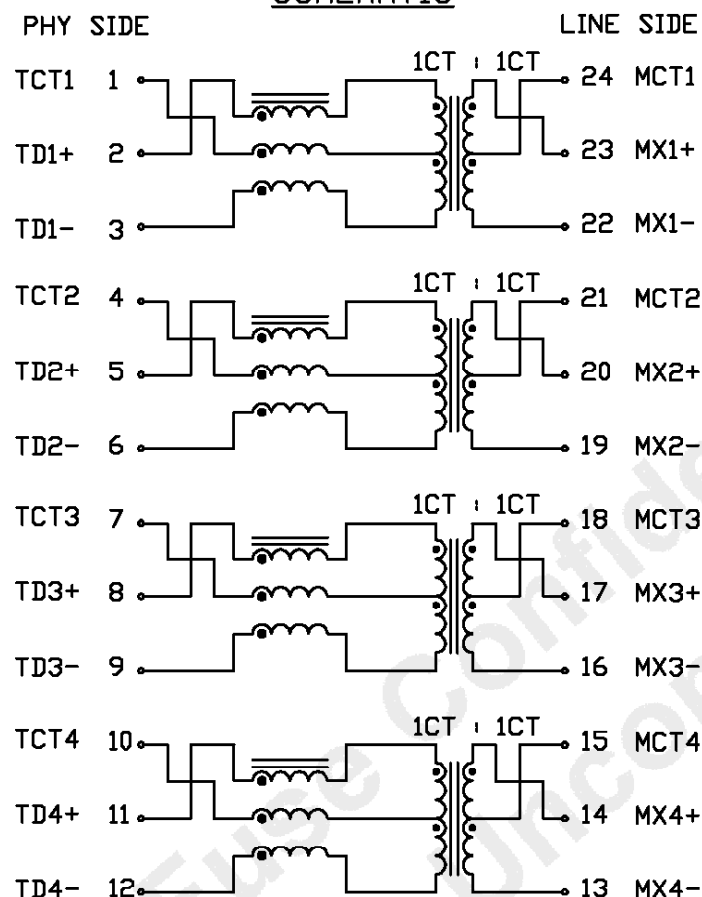 PHY SIDE LINE SIDE
1CT : 1CT
TCT1 1 24 MCT1
TD1+ 2 23 MX1+
TD1- 3 22 MX1-
1CT : 1CT
TCT2 4 21 MCT2
TD2+ 5 20 MX2+
TD2- 6 19 MX2-
1CT : 1CT
TCT3 7 18 MCT3
TD3+ 8 17 MX3+
TD3- 9 16 MX3-
1CT : 1CT
TCT4 10 15 MCT4
TD4+ 11 14 MX4+
TD4- 12 13 MX4-